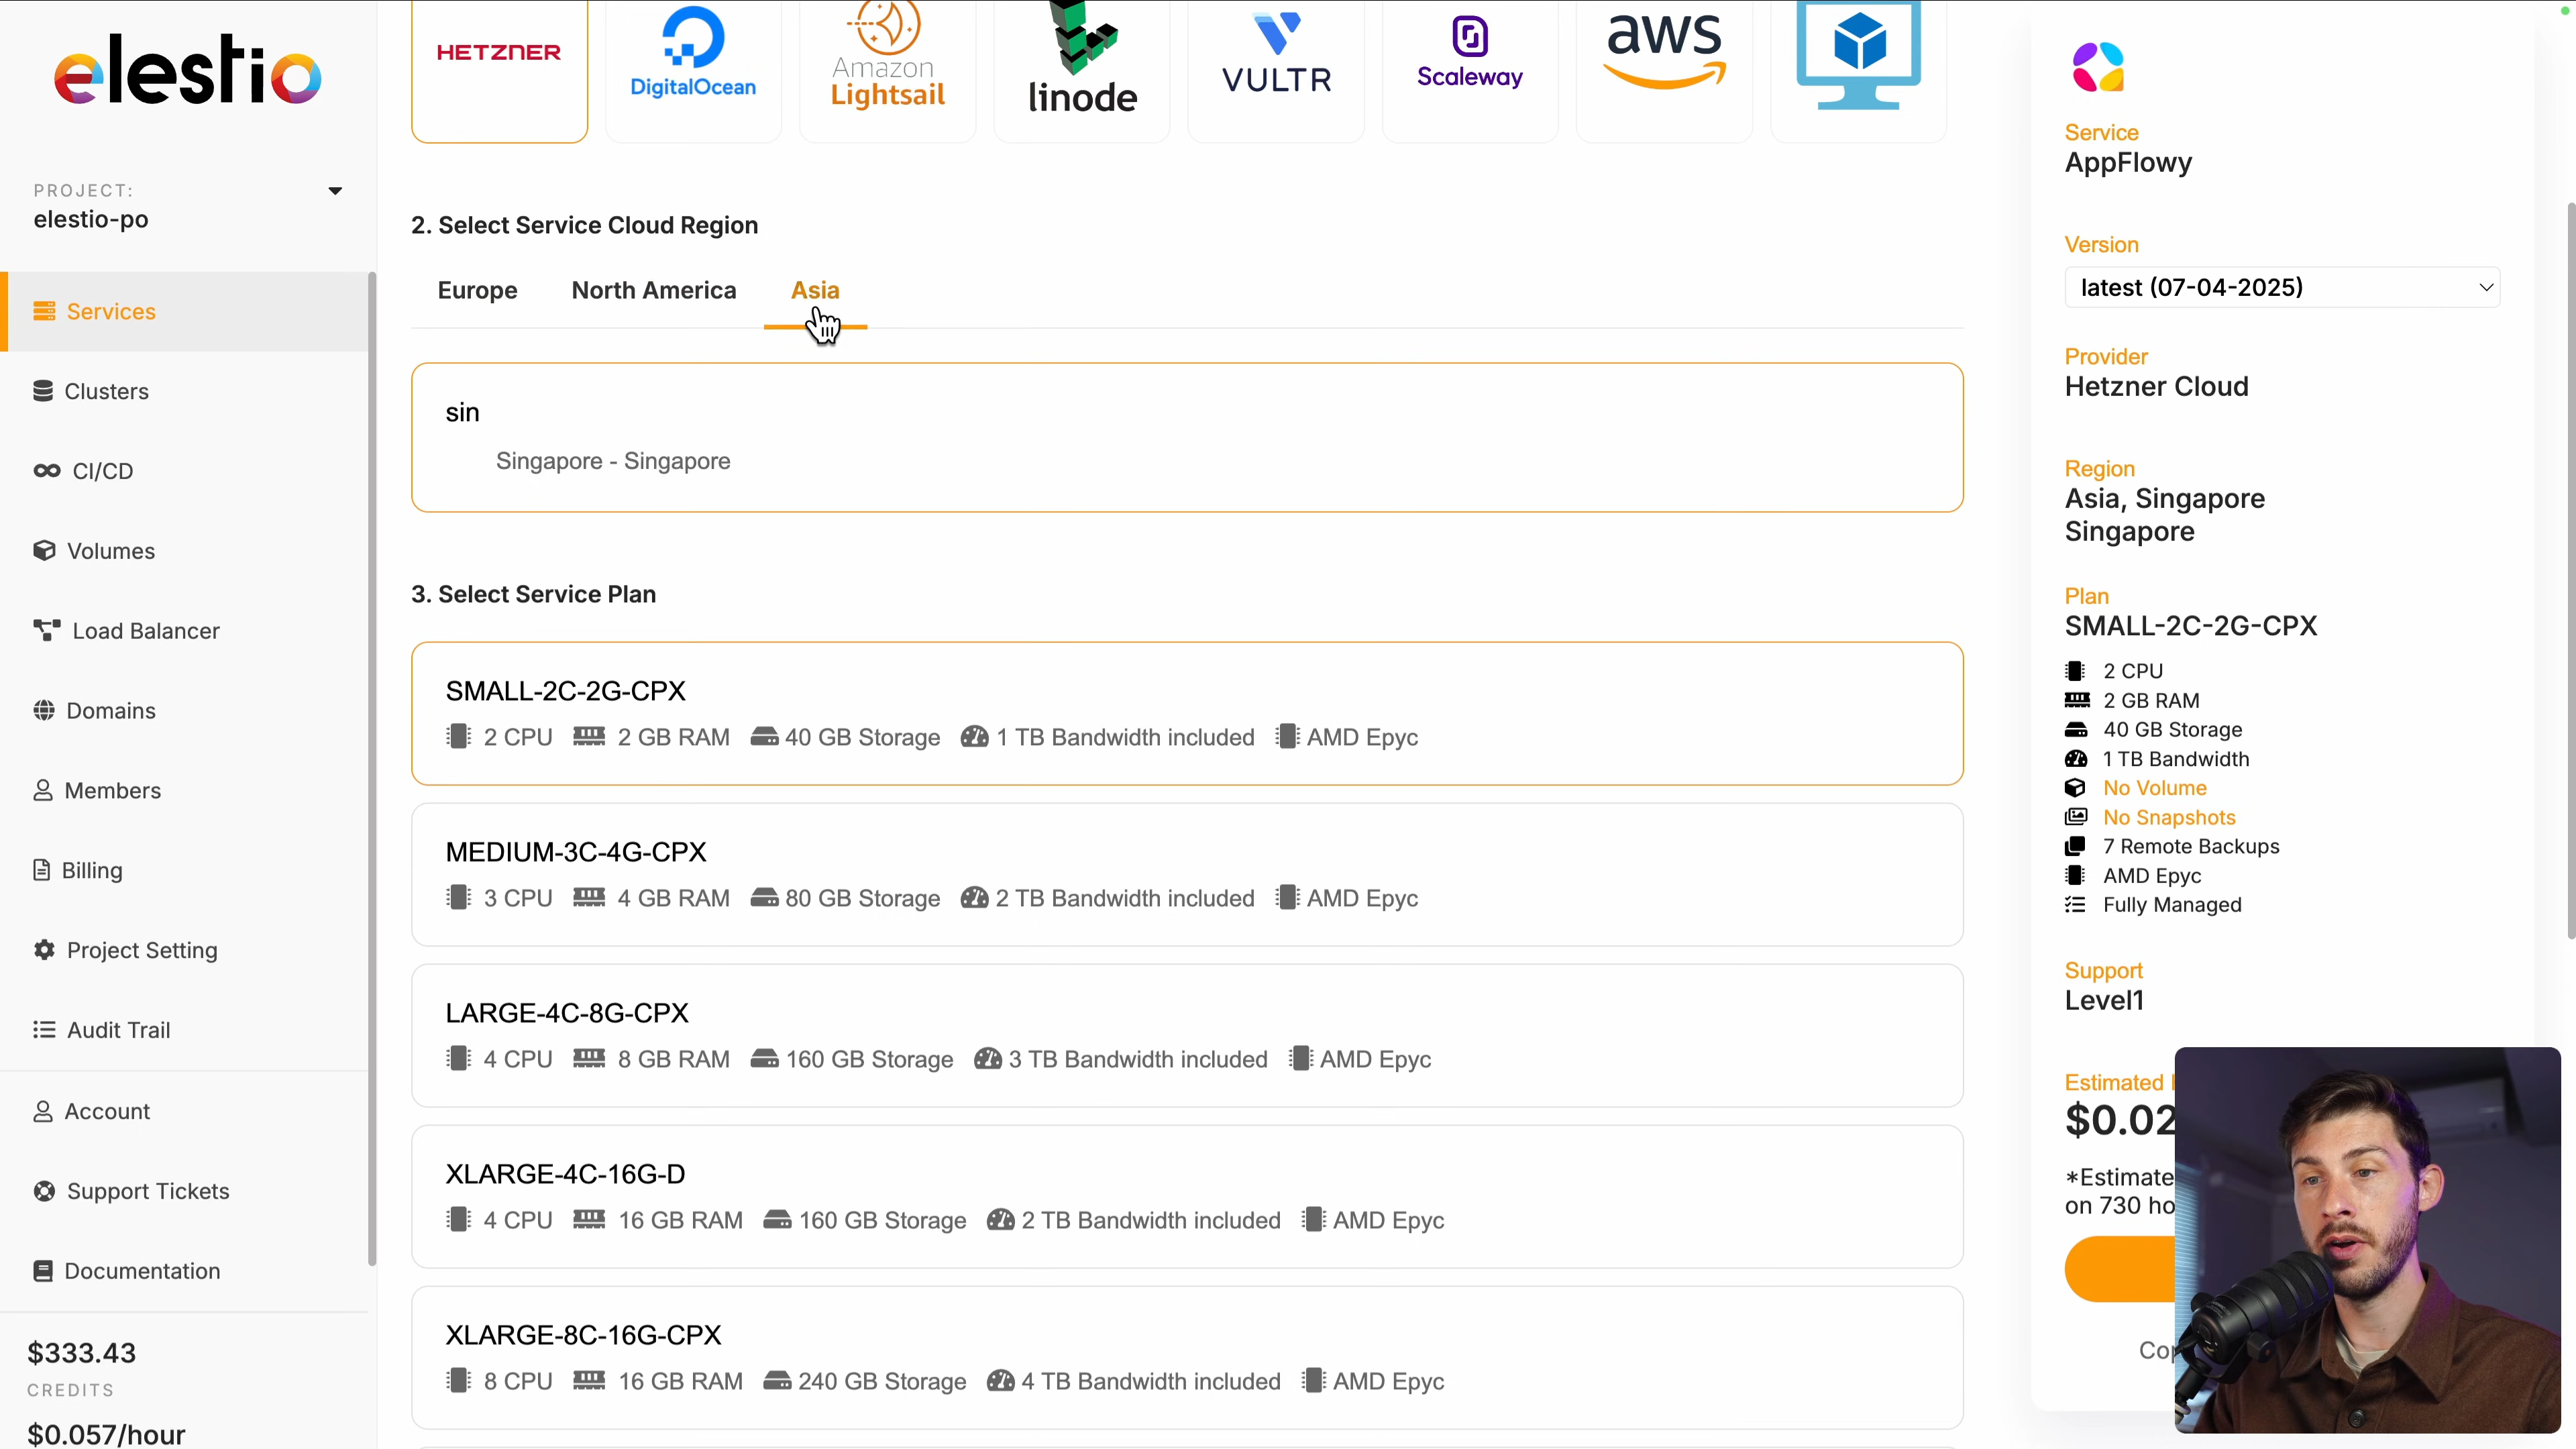 elestio
PROJECT:
elestio-po
Services
Clusters
CI/CD
Volumes
Load Balancer
Domains
Members
Billing
Project Setting
Audit Trail
Account
Support Tickets
Documentation
$333.43
CREDITS
$0.057/hour
HETZNER
DigitalOcean
Amazon
Lightsail
linode
VULTR
Scaleway
aws
2. Select Service Cloud Region
Europe
North America
Asia
sin
Singapore - Singapore
3. Select Service Plan
SMALL-2C-2G-CPX
2 CPU 2 GB RAM 40 GB Storage 1 TB Bandwidth included AMD Epyc
MEDIUM-3C-4G-CPX
3 CPU 4 GB RAM 80 GB Storage 2 TB Bandwidth included AMD Epyc
LARGE-4C-8G-CPX
4 CPU 8 GB RAM 160 GB Storage 3 TB Bandwidth included AMD Epyc
XLARGE-4C-16G-D
4 CPU 16 GB RAM 160 GB Storage 2 TB Bandwidth included AMD Epyc
XLARGE-8C-16G-CPX
8 CPU 16 GB RAM 240 GB Storage 4 TB Bandwidth included AMD Epyc
Service
AppFlowy
Version
latest (07-04-2025)
Provider
Hetzner Cloud
Region
Asia, Singapore
Singapore
Plan
SMALL-2C-2G-CPX
2 CPU
2 GB RAM
40 GB Storage
1 TB Bandwidth
No Volume
No Snapshots
7 Remote Backups
AMD Epyc
Fully Managed
Support
Level1
Estimated
$0.02
*Estimate
on 730